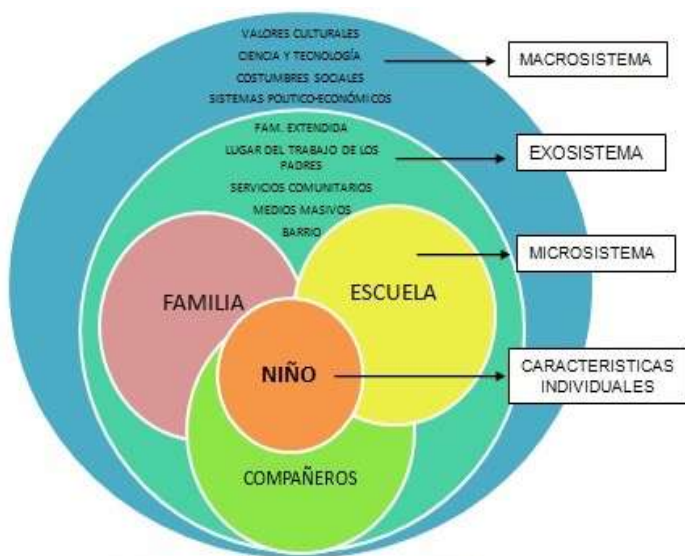 VALORES CULTURALES
CIENCIA Y TECNOLOGÍA
COSTUMBRES SOCIALES
SISTEMAS POLITICO-ECONÓMICOS
MACROSISTEMA
FAM. EXTENDIDA
LUGAR DEL TRABAJO DE LOS
PADRES
SERVICIOS COMUNITARIOS
MEDIOS MASIVOS
BARRIO
EXOSISTEMA
MICROSISTEMA
FAMILIA
ESCUELA
NIÑO
CARACTERISTICAS
INDIVIDUALES
COMPAÑEROS